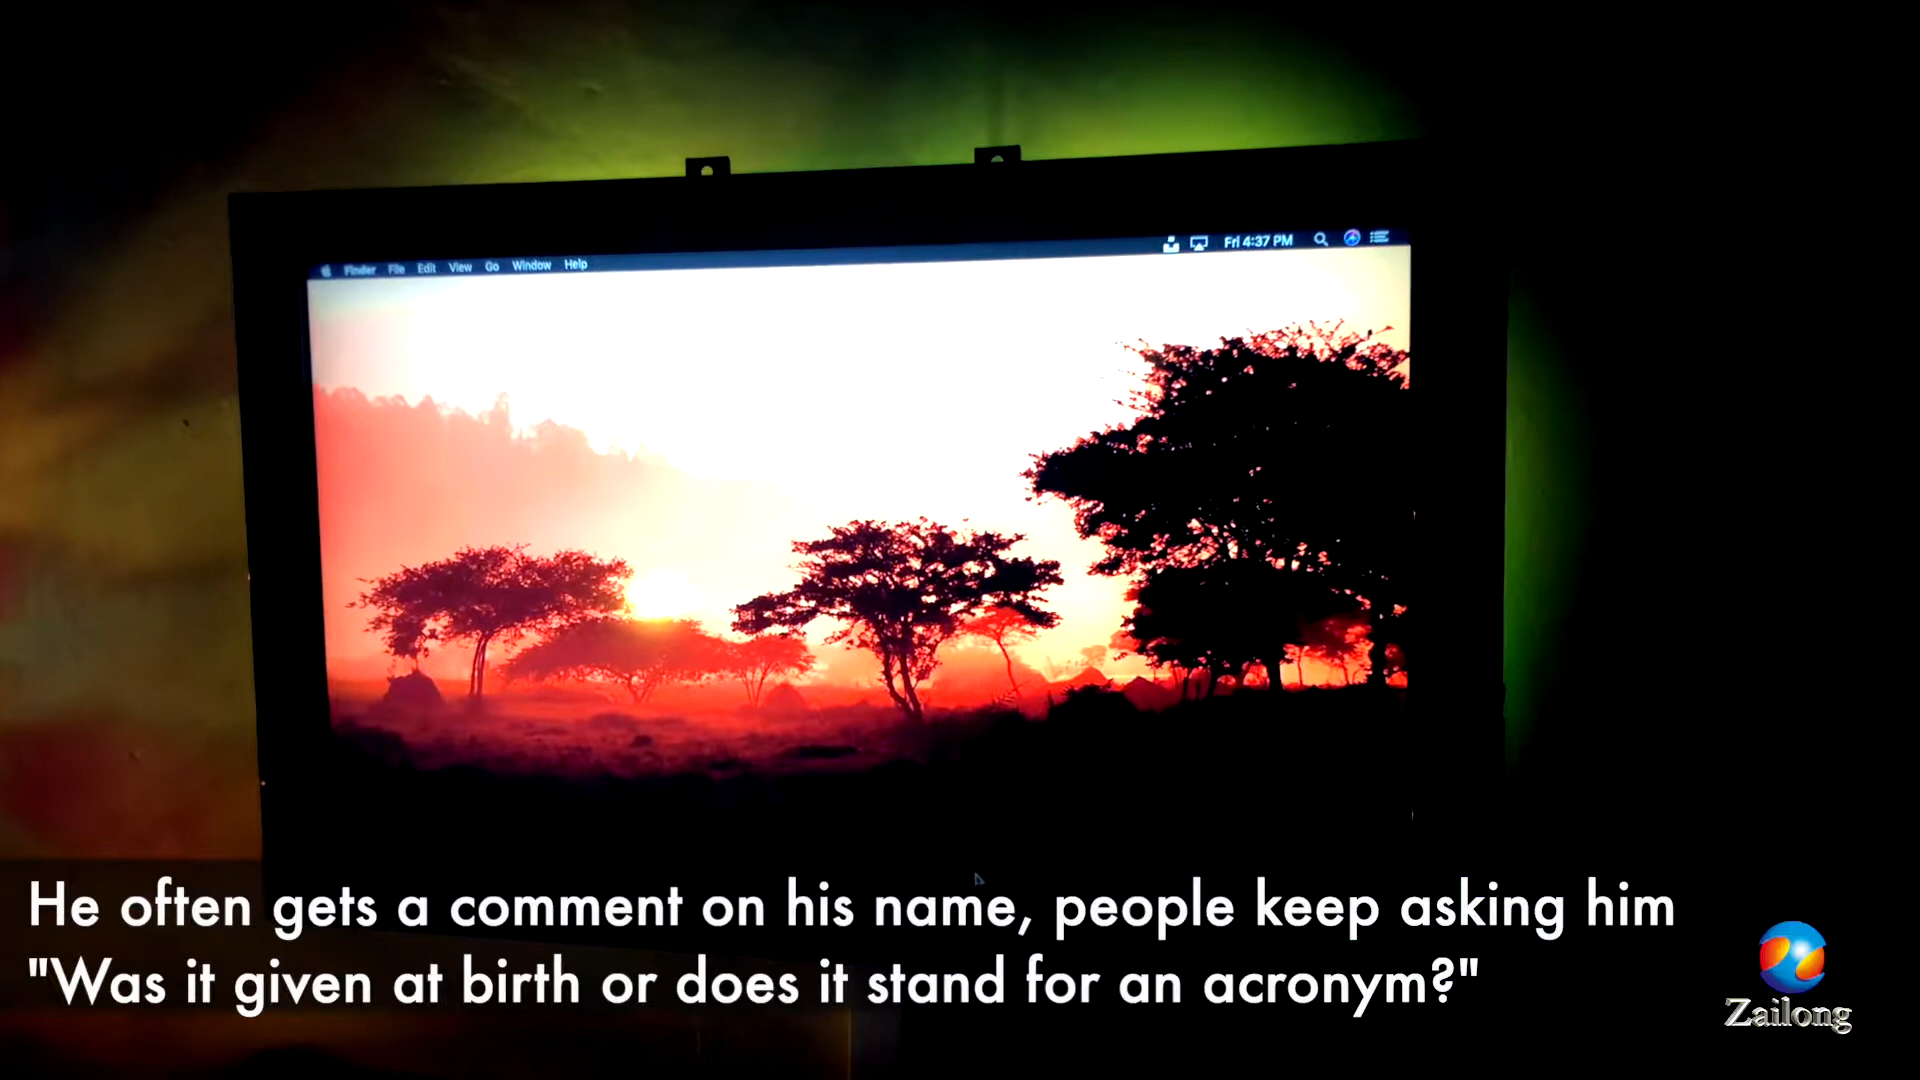 Finder File Edit View Go Window Help
Fri 4:37 PM
He often gets a comment on his name, people keep asking him
"Was it given at birth or does it stand for an acronym?"
Zailong